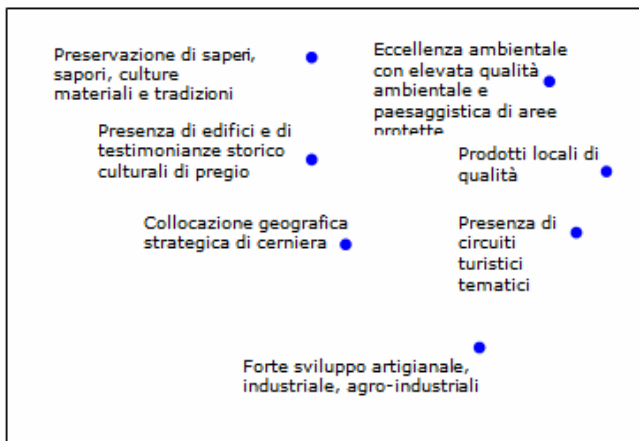 Preservazione di saperi,
sapori, culture
materiali e tradizioni
Eccellenza ambientale
con elevata qualità
ambientale e
paesaggistica di aree
protette
Presenza di edifici e di
testimonianze storico
culturali di pregio
Prodotti locali di
qualità
Collocazione geografica
strategica di cerniera
Presenza di
circuiti
turistici
tematici
Forte sviluppo artigianale,
industriale, agro-industriali